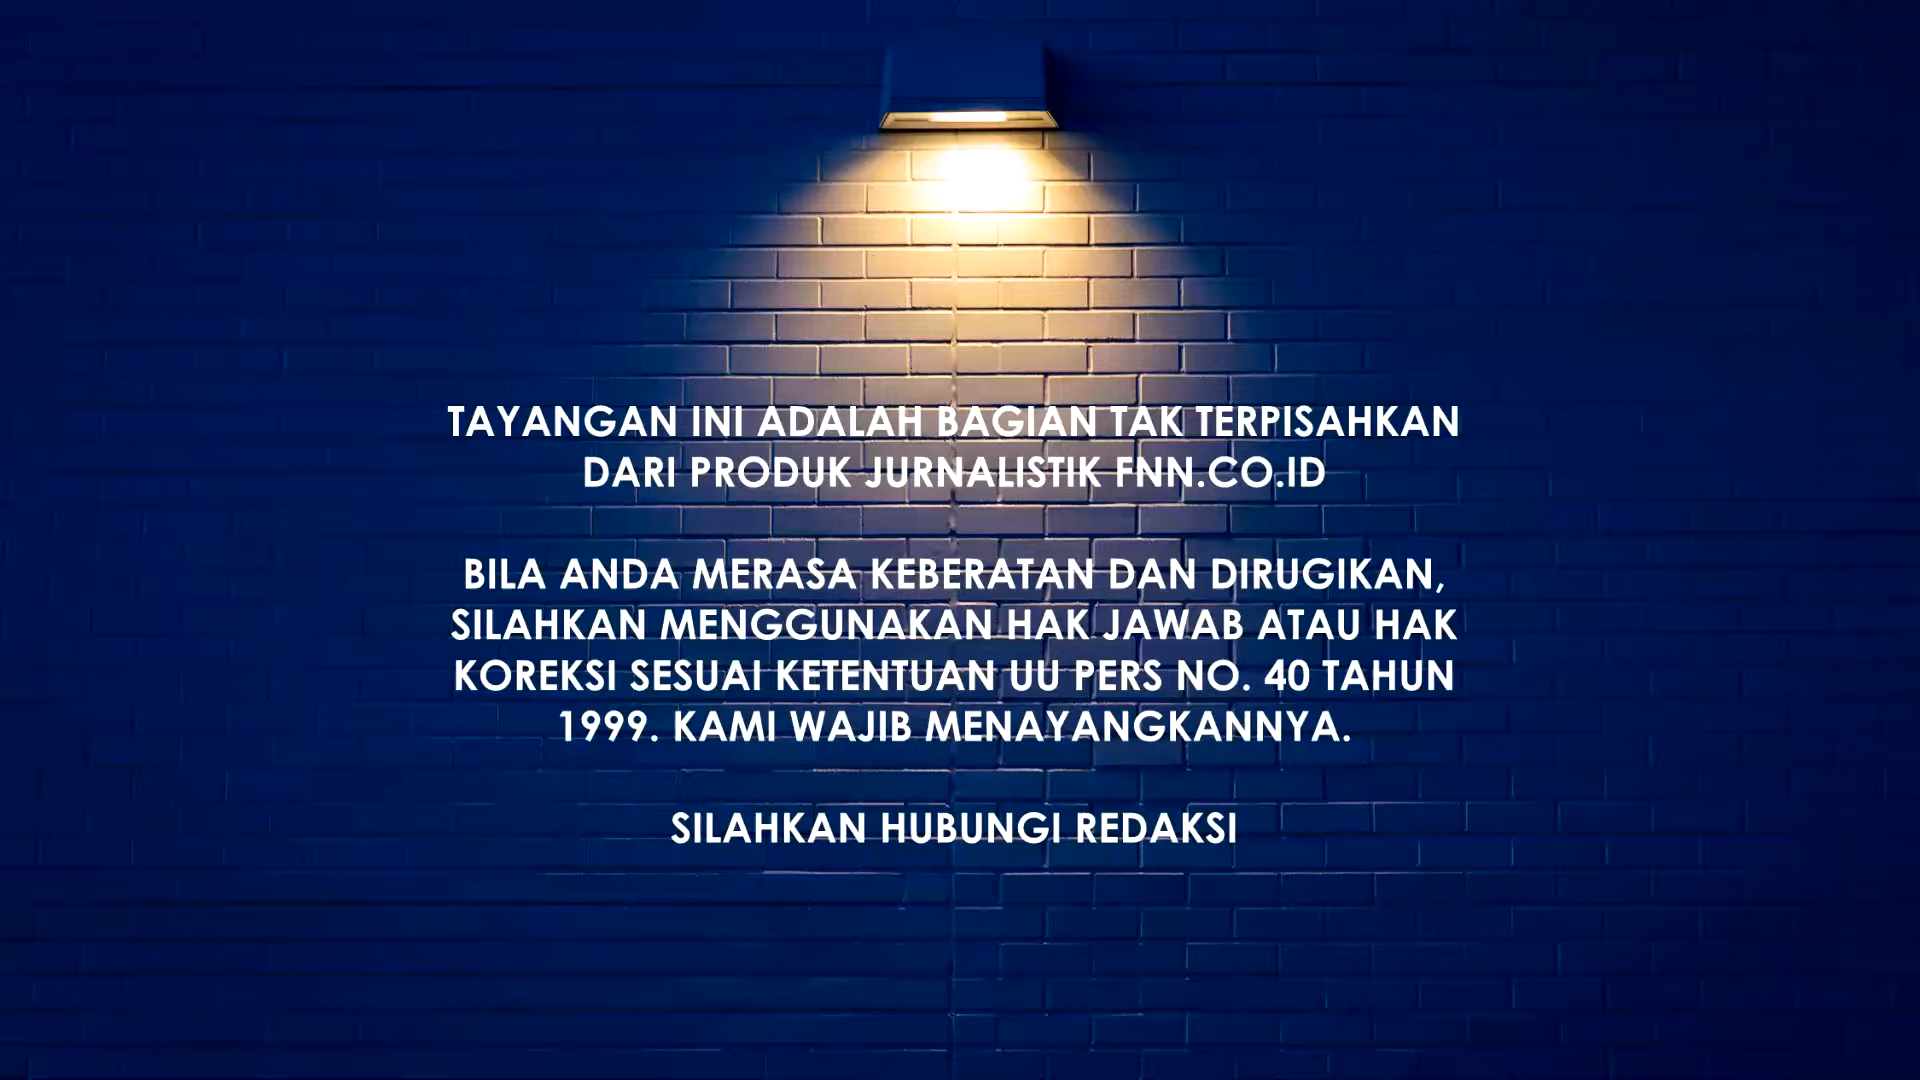 TAYANGAN INI ADALAH BAGIAN TAK TERPISAHKAN
DARI PRODUK JURNALISTIK FNN.CO.ID
BILA ANDA MERASA KEBERATAN DAN DIRUGIKAN,
SILAHKAN MENGGUNAKAN HAK JAWAB ATAU HAK
KOREKSI SESUAI KETENTUAN UU PERS NO. 40 TAHUN
1999. KAMI WAJIB MENAYANGKANNYA.
SILAHKAN HUBUNGI REDAKSI